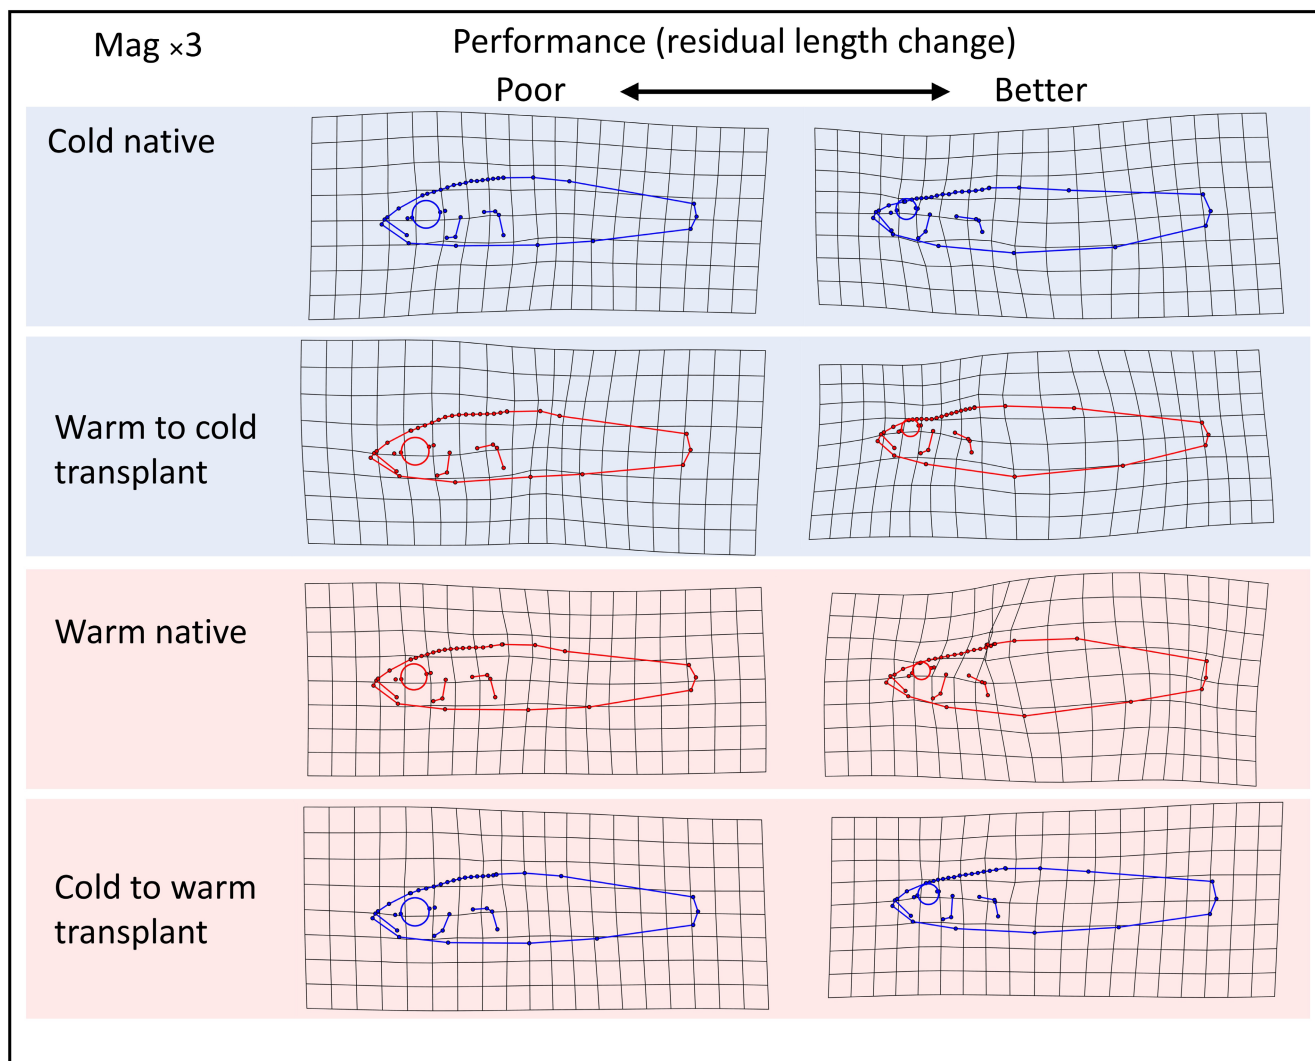 Mag ×3
Performance (residual length change)
Poor
Better
Cold native
Warm to cold
transplant
Warm native
Cold to warm
transplant